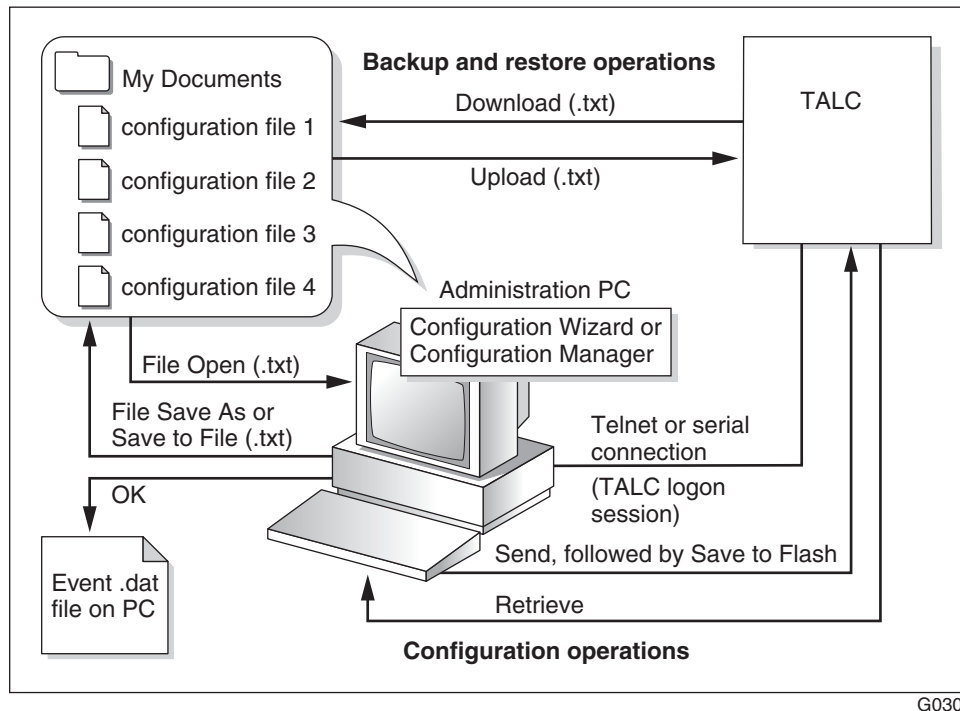 Backup and restore operations
My Documents
configuration file 1
configuration file 2
configuration file 3
configuration file 4
Download (.txt)
Upload (.txt)
TALC
Administration PC
Configuration Wizard or
Configuration Manager
File Open (.txt)
File Save As or
Save to File (.txt)
OK
Event .dat
file on PC
Telnet or serial
connection
(TALC logon
session)
Send, followed by Save to Flash
Retrieve
Configuration operations
G030